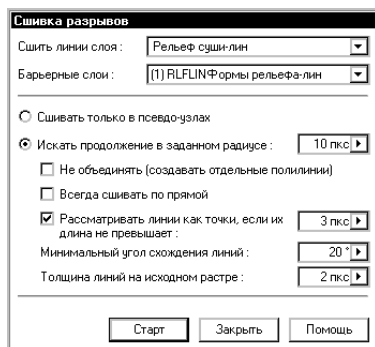 Сшивка разрывов
Сшить линии слоя : Рельеф суши-лин
Барьерные слои : (1) RLFLINФормы рельефа-лин
Сшивать только в псевдо-узлах
Искать продолжение в заданном радиусе : 10 пкс
Не объединять (создавать отдельные полилинии)
Всегда сшивать по прямой
Рассматривать линии как точки, если их 3 пкс
длина не превышает :
Минимальный угол схождения линий : 20 °
Толщина линий на исходном растре : 2 пкс
Старт Закрыть Помощь